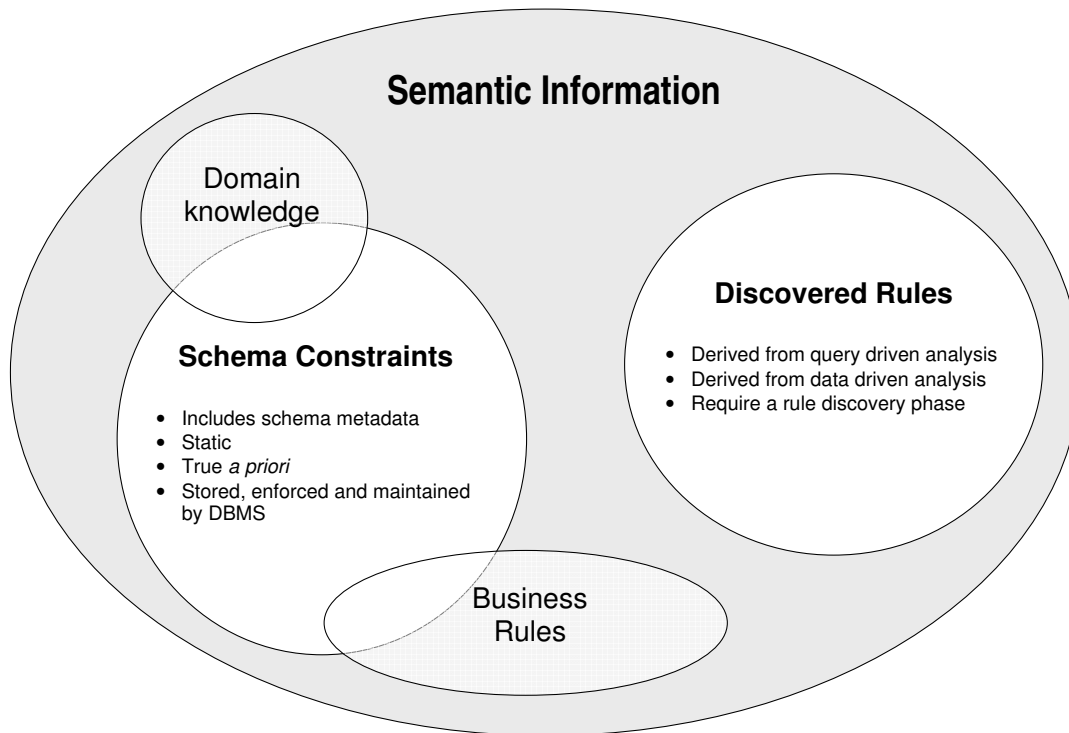 Semantic Information
Domain
knowledge
Schema Constraints
• Includes schema metadata
• Static
• True a priori
• Stored, enforced and maintained
by DBMS
Discovered Rules
• Derived from query driven analysis
• Derived from data driven analysis
• Require a rule discovery phase
Business
Rules